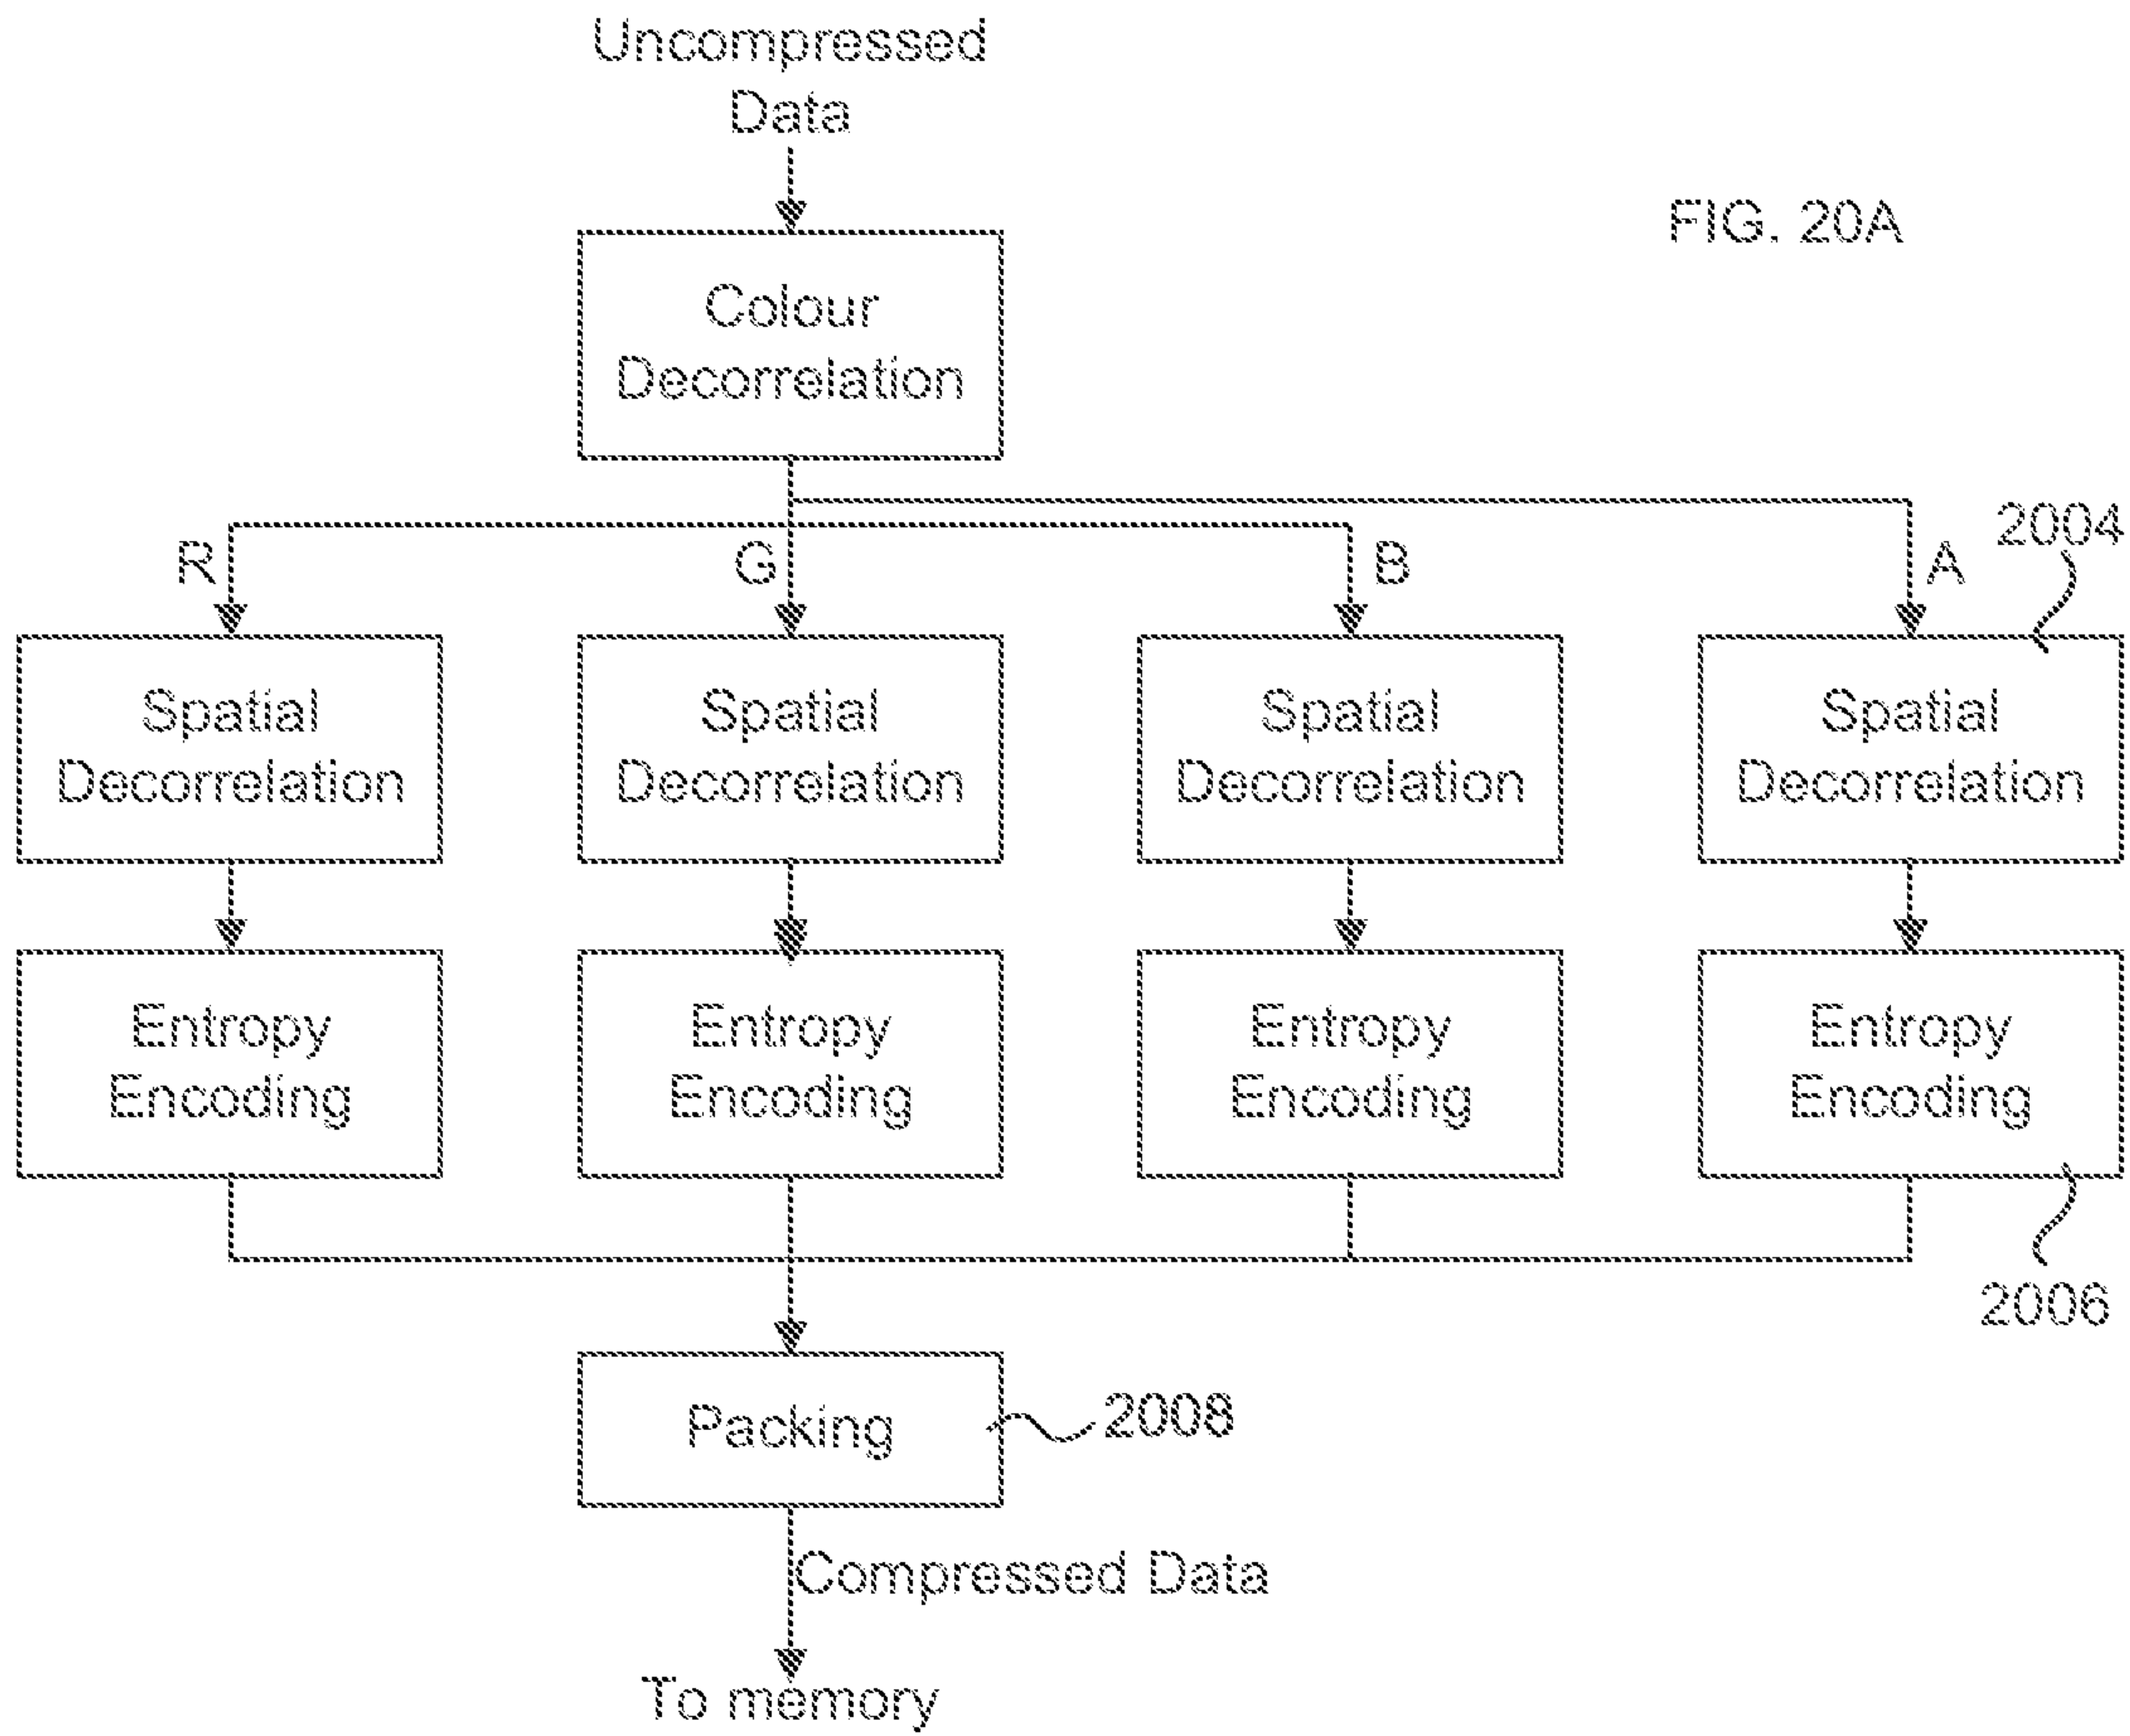 Uncompressed
Data
FIG. 20A
Colour
Decorrelation
R
G
B
A
2004
Spatial
Decorrelation
Spatial
Decorrelation
Spatial
Decorrelation
Spatial
Decorrelation
Entropy
Encoding
Entropy
Encoding
Entropy
Encoding
Entropy
Encoding
2006
Packing
2008
Compressed Data
To memory